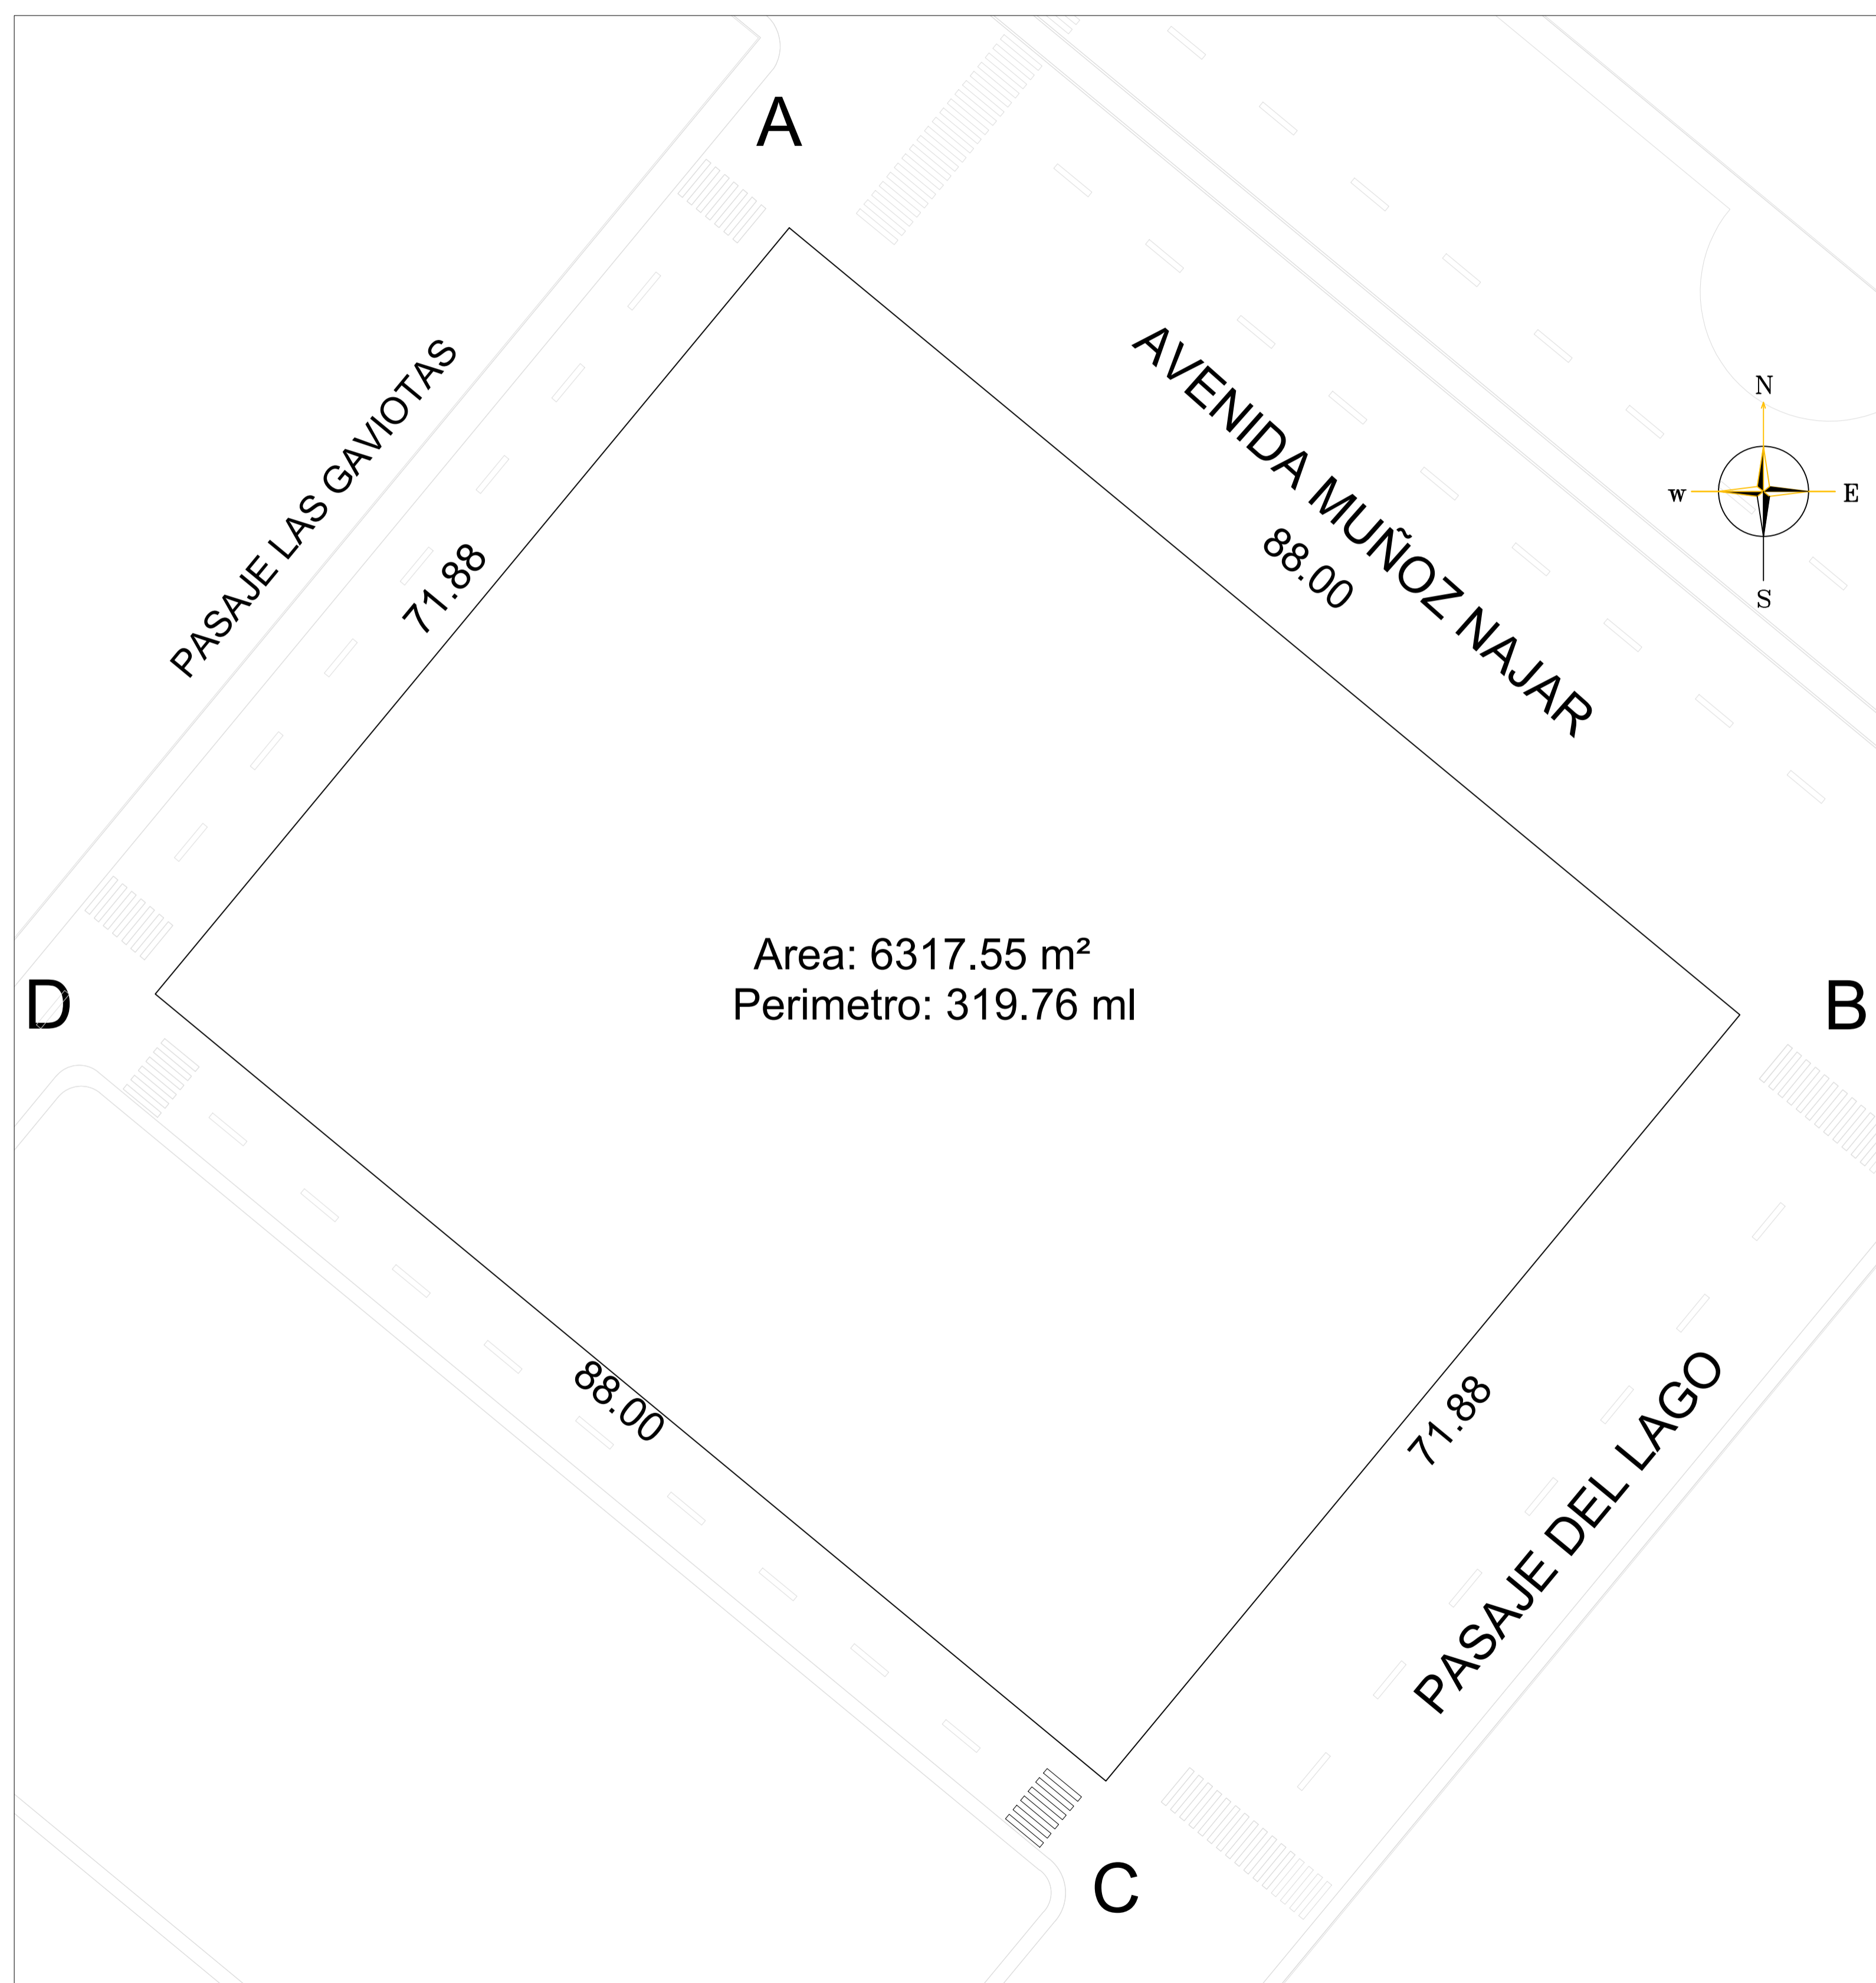 A
PASAJE LAS GAVIOTAS
71.88
AVENIDA MUÑOZ NAJAR
88.00
N
W
E
S
Area: 6317.55 m²
Perimetro: 319.76 ml
D
B
88.00
71.88
PASAJE DEL LAGO
C